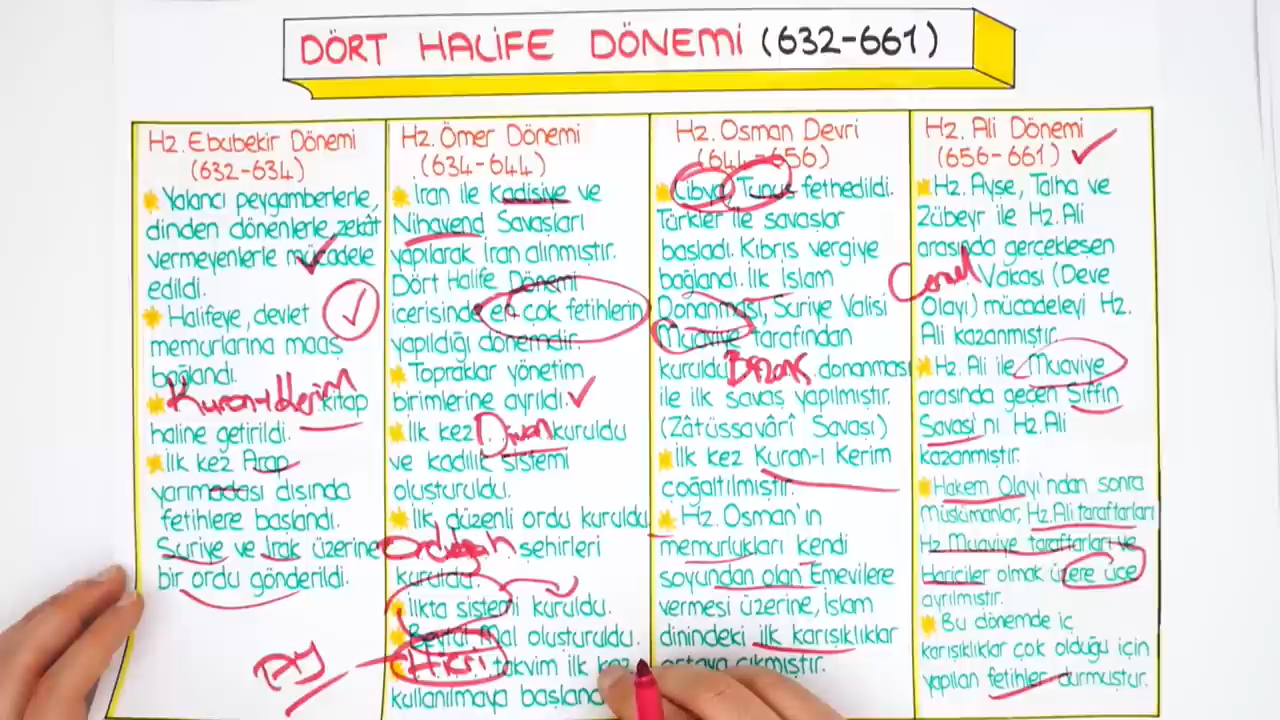 DÖRT HALİFE DÖNEMİ (632-661)
Hz. Ebubekir Dönemi
(632-634)
Yalancı peygamberlerle,
dinden dönenlerle, zekât
vermeyenlerle mücadele
edildi.
Halifeye, devlet
memurlarına maaş
bağlandı.
Kuran-ı Kerim kitap
haline getirildi.
İlk kez Arap
yarımadası dışında
fetihlere başlandı.
Suriye ve Irak üzerine
bir ordu gönderildi.
Hz. Ömer Dönemi
(634-644)
İran ile Kadisiye ve
Nihavend Savaşları
yapılarak İran alınmıştır.
Dört Halife Dönemi
içerisinde en çok fetihlerin
yapıldığı dönemdir.
Topraklar yönetim
birimlerine ayrıldı.
İlk kez Divan kuruldu
ve kadılık sistemi
oluşturuldu.
İlk düzenli ordu kuruldu
Ordugah şehirleri
kuruldu.
İkta sistemi kuruldu.
Beytül Mal oluşturuldu.
Ay
Hicri takvim ilk kez
kullanılmaya
Hz. Osman Devri
(644-656)
Libya, Tunus fethedildi.
Türkler ile savaşlar
başladı. Kıbrıs vergiye
bağlandı. İlk İslam
Donanması, Suriye Valisi
Muaviye tarafından
kuruldu. Bizans donanması
ile ilk savaş yapılmıştır.
(Zâtüssavârî Savaşı)
İlk kez Kuran-ı Kerim
çoğaltılmıştır.
Hz. Osman'ın
memurlukları kendi
soyundan olan Emevilere
vermesi üzerine, İslam
dinindeki ilk karışıklıklar
ortaya çıkmıştır.
Hz. Ali Dönemi
(656-661)
Hz. Ayşe, Talha ve
Zübeyr ile Hz. Ali
arasında gerçekleşen
Cemel Vakası (Deve
Olayı) mücadeleyi Hz.
Ali kazanmıştır.
Hz. Ali ile Muaviye
arasında geçen Sıffin
Savaşı'nı Hz. Ali
kazanmıştır.
Hakem Olayı'ndan sonra
Müslümanlar, Hz. Ali taraftarları
Hz Muaviye taraftarları ve
Hariciler olmak üzere üçe
ayrılmıştır.
Bu dönemde iç
karışıklıklar çok olduğu için
yapılan fetihler durmuştur.